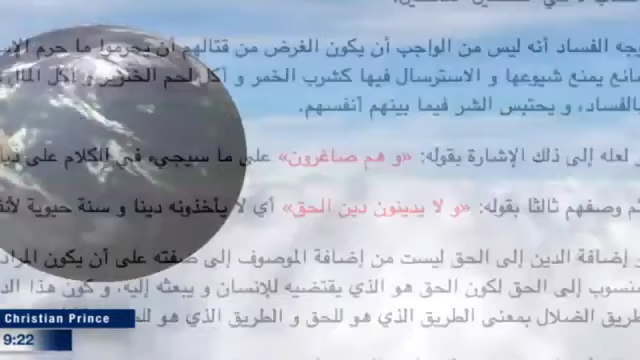 وجه الفساد أنه ليس من الواجب أن يكون الغرض من قتالهم أن يحرموا ما حرم
يمنع شيوعها و الاسترسال فيها كشرب الخمر و أكل لحم الخنزير و أكل المال
بالفساد، و يحتبس الشر فيما بينهم أنفسهم.
و لعله إلى ذلك الإشارة بقوله: «و هم صاغرون» على ما سيجيء في الكلام على
ثم وصفهم ثالثا بقوله: «و لا يدينون دين الحق» أي لا يأخذونه دينا و سنة حيوية
و إضافة الدين إلى الحق ليست من إضافة الموصوف إلى صفته على أن يكون المراد
منسوب إلى الحق لكون الحق هو الذي يقتضيه للإنسان و يبعثه إليه، و كون هذا
طريق الضلال بمعنى الطريق الذي هو للحق و الطريق الذي هو
Christian Prince
9:22